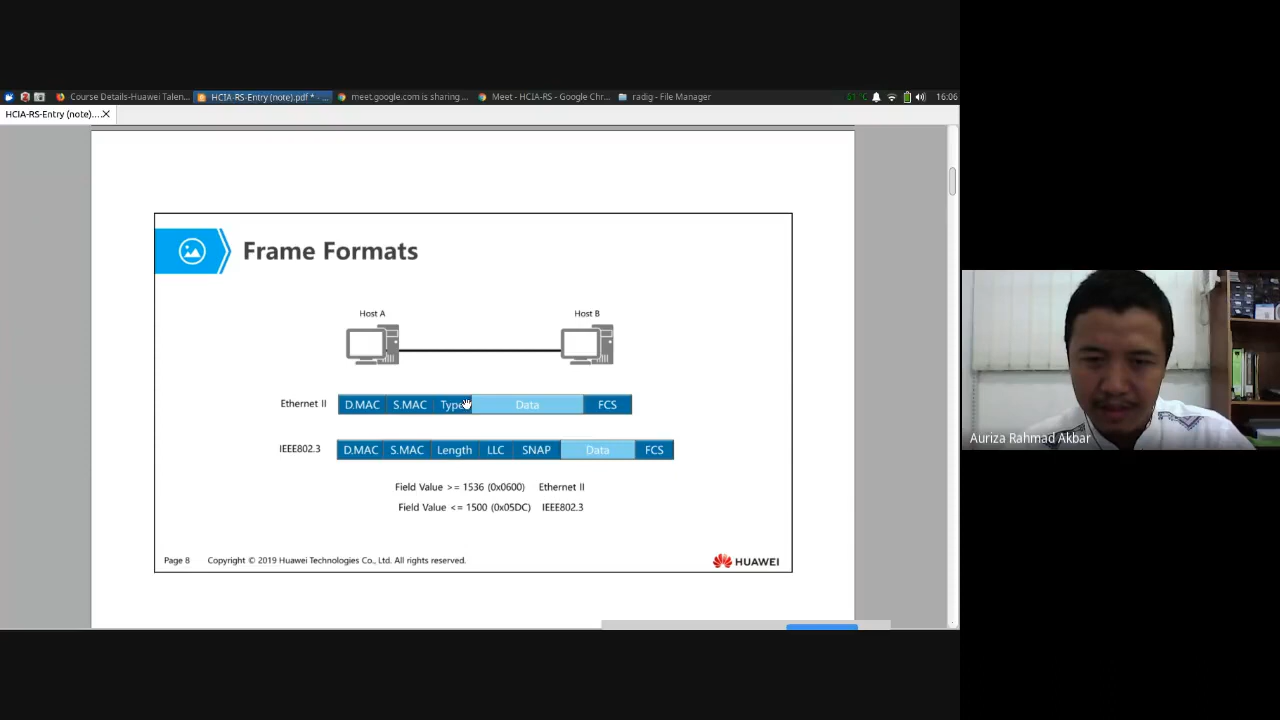 Course Details-Huawei Talen...
HCIA-RS-Entry (note).pdf * - ...
meet.google.com is sharing ...
Meet - HCIA-RS - Google Chr...
radig - File Manager
16:06
HCIA-RS-Entry (note)....
Frame Formats
Host A
Host B
Ethernet II
D.MAC S.MAC Type Data FCS
IEEE802.3
D.MAC S.MAC Length LLC SNAP Data FCS
Field Value >= 1536 (0x0600) Ethernet II
Field Value <= 1500 (0x05DC) IEEE802.3
Page 8 Copyright © 2019 Huawei Technologies Co., Ltd. All rights reserved.
HUAWEI
Auriza Rahmad Akbar